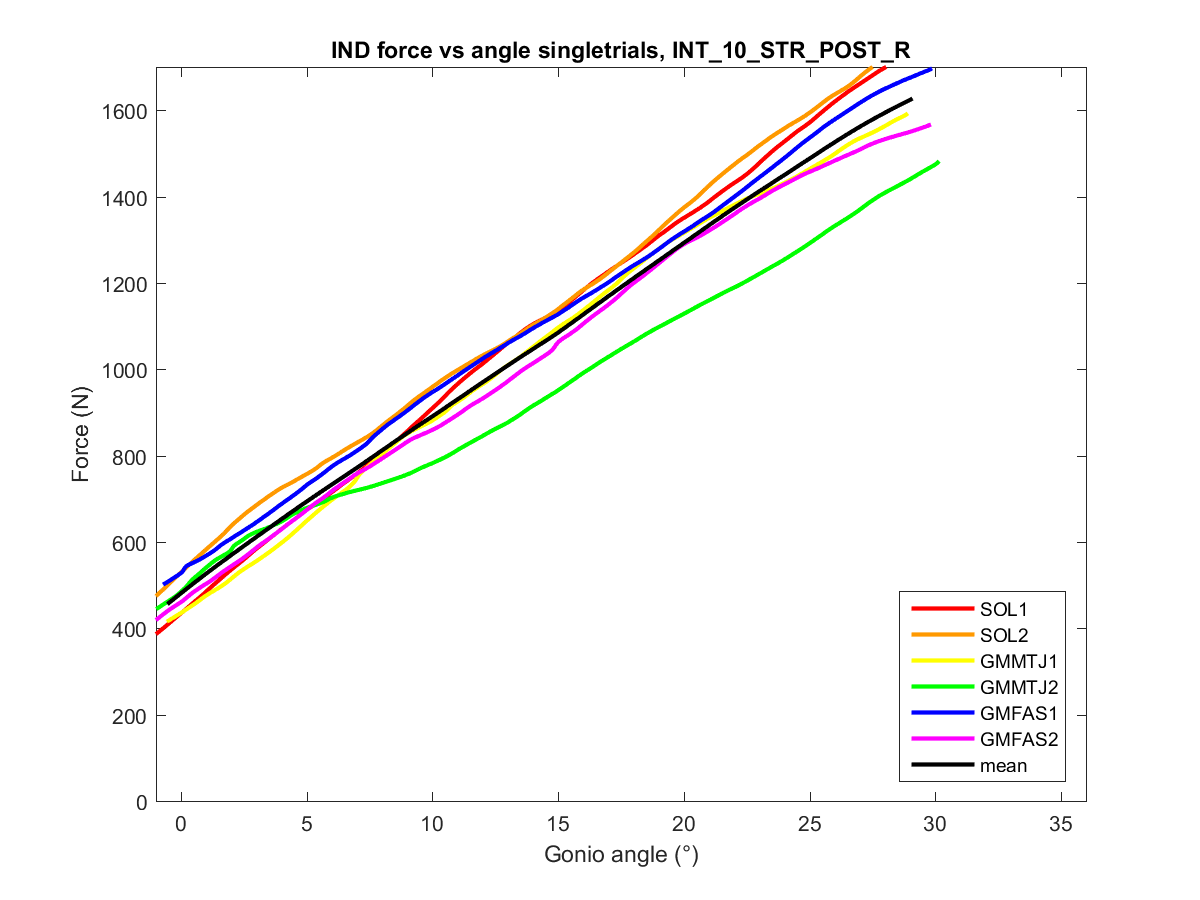 IND force vs angle singletrials, INT_10_STR_POST_R
Force (N)
1600
1400
1200
1000
800
600
400
200
0
0 5 10 15 20 25 30 35
Gonio angle (°)
SOL1
SOL2
GMMTJ1
GMMTJ2
GMFAS1
GMFAS2
mean